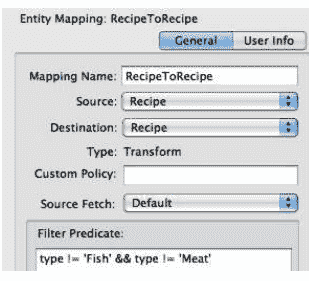 Entity Mapping: RecipeToRecipe
General User Info
Mapping Name: RecipeToRecipe
Source: Recipe
Destination: Recipe
Type: Transform
Custom Policy:
Source Fetch: Default
Filter Predicate:
type != 'Fish' && type != 'Meat'